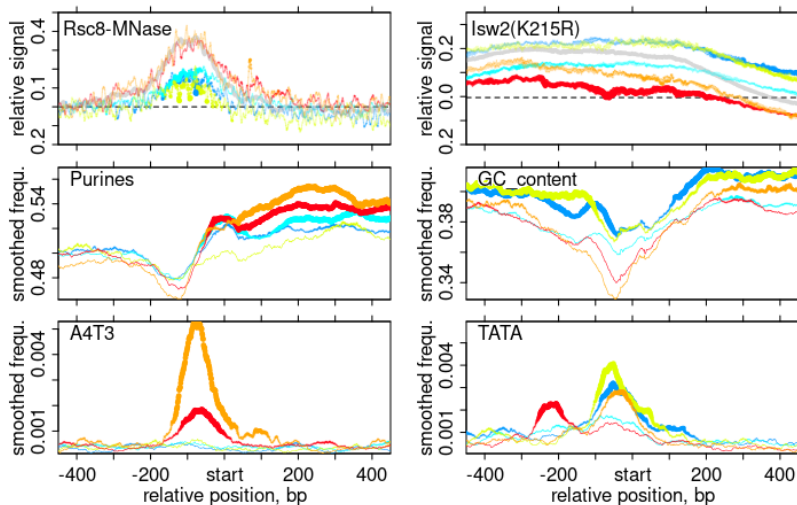 Rsc8-MNase
relative signal
0.4
0.1
0.2
Isw2(K215R)
relative signal
0.2
0.0
0.2
Purines
smoothed frequ.
0.54
0.48
GC_content
smoothed frequ.
0.38
0.34
A4T3
smoothed frequ.
0.004
0.001
TATA
smoothed frequ.
0.004
0.001
-400 -200 start 200 400
relative position, bp
-400 -200 start 200 400
relative position, bp